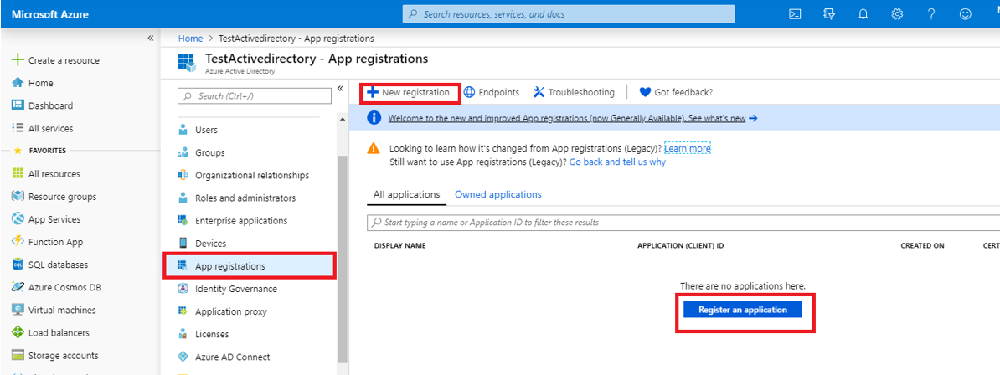 Microsoft Azure
Search resources, services, and docs
Home > TestActivedirectory - App registrations
TestActivedirectory - App registrations
Azure Active Directory
Create a resource
Home
Dashboard
All services
FAVORITES
All resources
Resource groups
App Services
Function App
SQL databases
Azure Cosmos DB
Virtual machines
Load balancers
Storage accounts
Search (Ctrl+/)
Users
Groups
Organizational relationships
Roles and administrators
Enterprise applications
Devices
App registrations
Identity Governance
Application proxy
Licenses
Azure AD Connect
New registration Endpoints Troubleshooting Got feedback?
Welcome to the new and improved App registrations (now Generally Available). See what's new
Looking to learn how it's changed from App registrations (Legacy)? Learn more
Still want to use App registrations (Legacy)? Go back and tell us why
All applications Owned applications
Start typing a name or Application ID to filter these results
DISPLAY NAME APPLICATION (CLIENT) ID CREATED ON CERT
There are no applications here.
Register an application